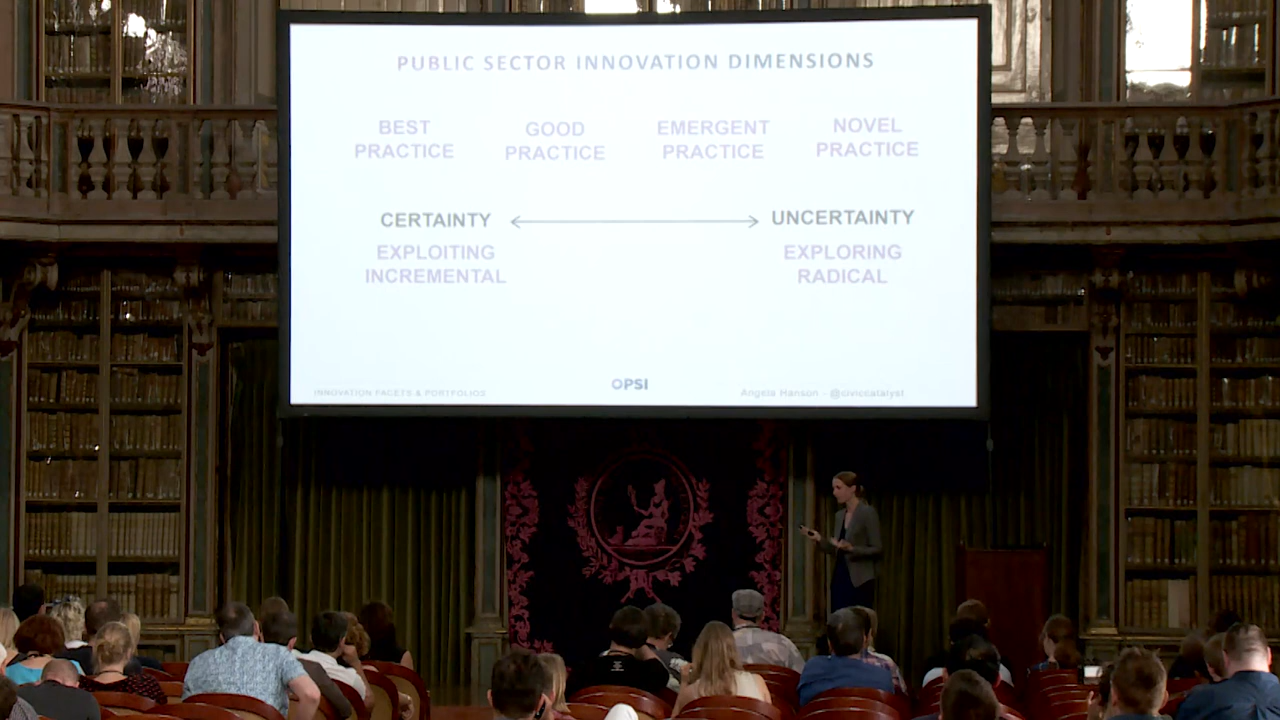 PUBLIC SECTOR INNOVATION DIMENSIONS
BEST PRACTICE
GOOD PRACTICE
EMERGENT PRACTICE
NOVEL PRACTICE
CERTAINTY
UNCERTAINTY
EXPLOITING
INCREMENTAL
EXPLORING
RADICAL
INNOVATION FACETS & PORTFOLIOS
OPSI
Angela Hanson - @civiccatalyst